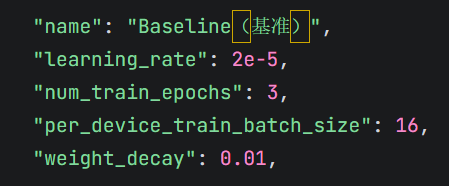 "name": "Baseline（基准）",
"learning_rate": 2e-5,
"num_train_epochs": 3,
"per_device_train_batch_size": 16,
"weight_decay": 0.01,